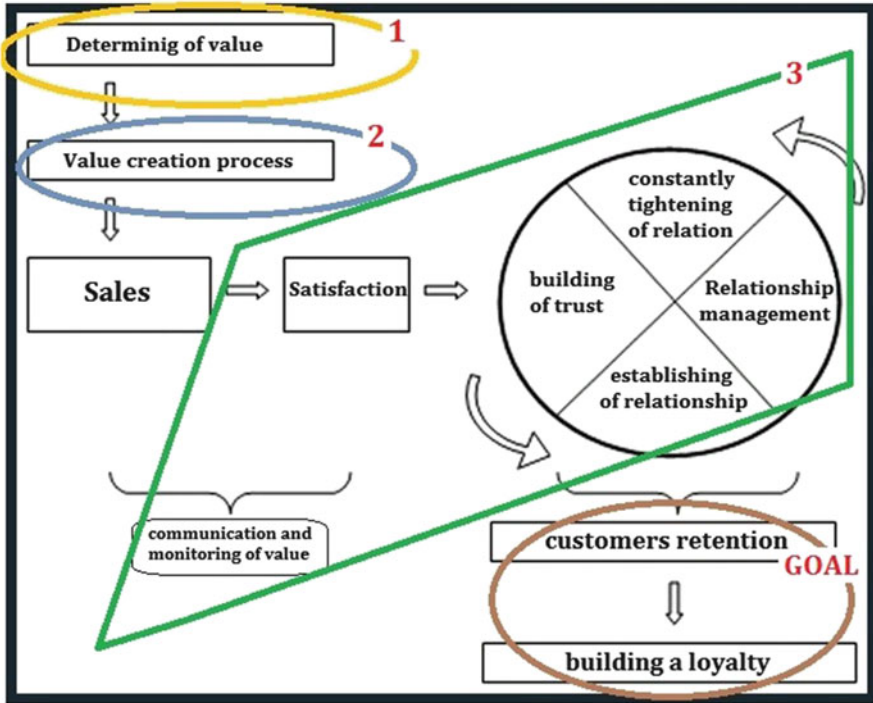 Determinig of value
1
Value creation process
2
3
Sales
Satisfaction
constantly
tightening
of relation
building
of trust
Relationship
management
establishing
of relationship
communication and
monitoring of value
customers retention
GOAL
building a loyalty